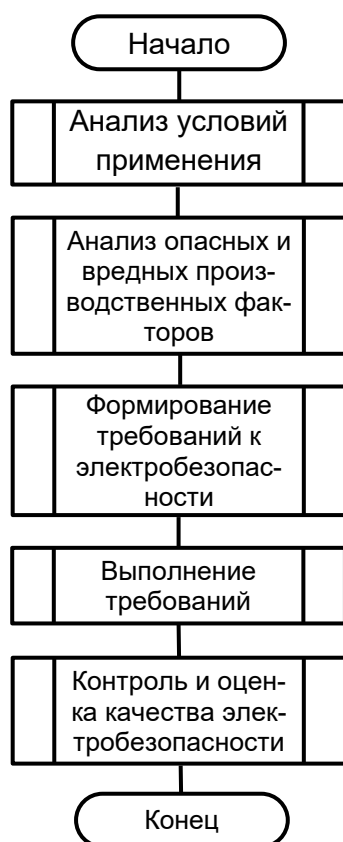 Начало
Анализ условий
применения
Анализ опасных и
вредных произ-
водственных фак-
торов
Формирование
требований к
электробезопас-
ности
Выполнение
требований
Контроль и оцен-
ка качества элек-
тробезопасности
Конец